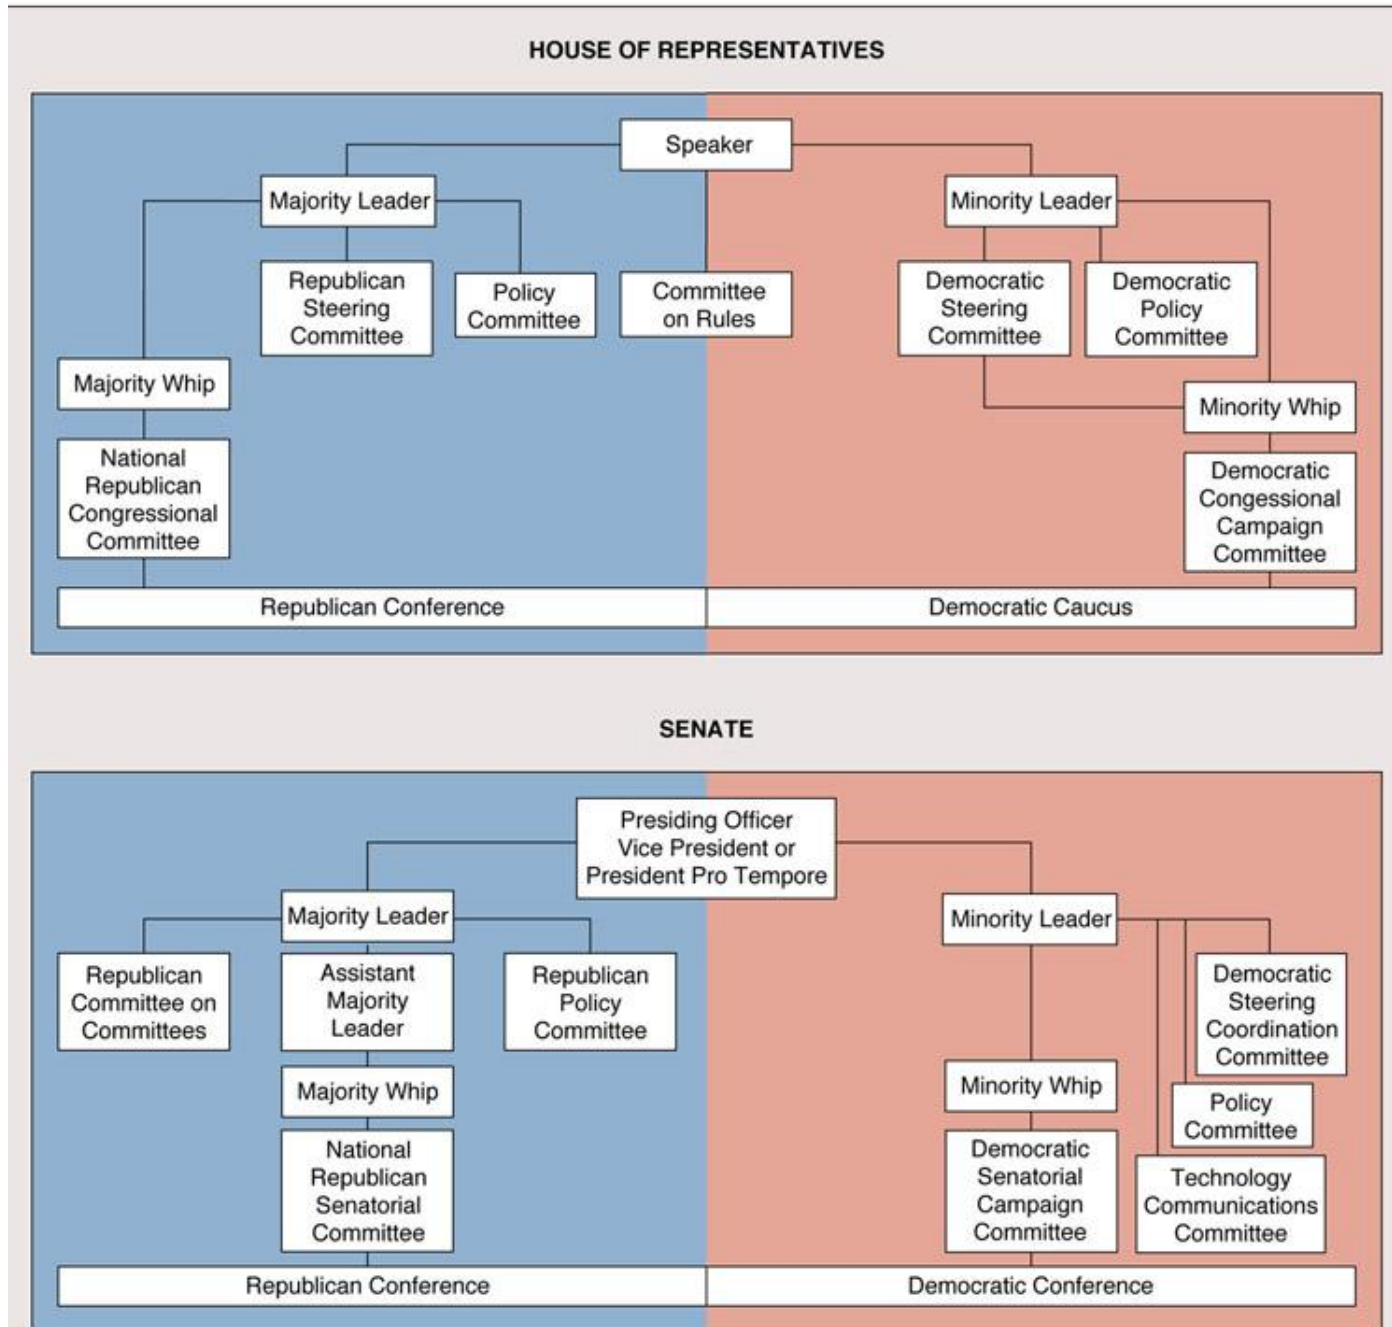 HOUSE OF REPRESENTATIVES
Speaker
Majority Leader
Minority Leader
Republican
Steering
Committee
Policy
Committee
Committee
on Rules
Democratic
Steering
Committee
Democratic
Policy
Committee
Majority Whip
Minority Whip
National
Republican
Congressional
Committee
Democratic
Congessional
Campaign
Committee
Republican Conference
Democratic Caucus
SENATE
Presiding Officer
Vice President or
President Pro Tempore
Majority Leader
Minority Leader
Republican
Committee on
Committees
Assistant
Majority
Leader
Republican
Policy
Committee
Democratic
Steering
Coordination
Committee
Majority Whip
Minority Whip
Policy
Committee
National
Republican
Senatorial
Committee
Democratic
Senatorial
Campaign
Committee
Technology
Communications
Committee
Republican Conference
Democratic Conference